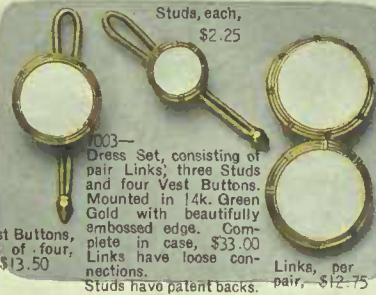 Studs, each,
$2.25
7003—
Dress Set, consisting of
pair Links, three Studs
and four Vest Buttons.
Mounted in 14k. Green
Gold with beautifully
embossed edge. Com-
plete in case, $33.00
Links have loose con-
nections.
Studs have patent backs.
st Buttons,
of four,
$13.50
Links, per
pair, $12.75